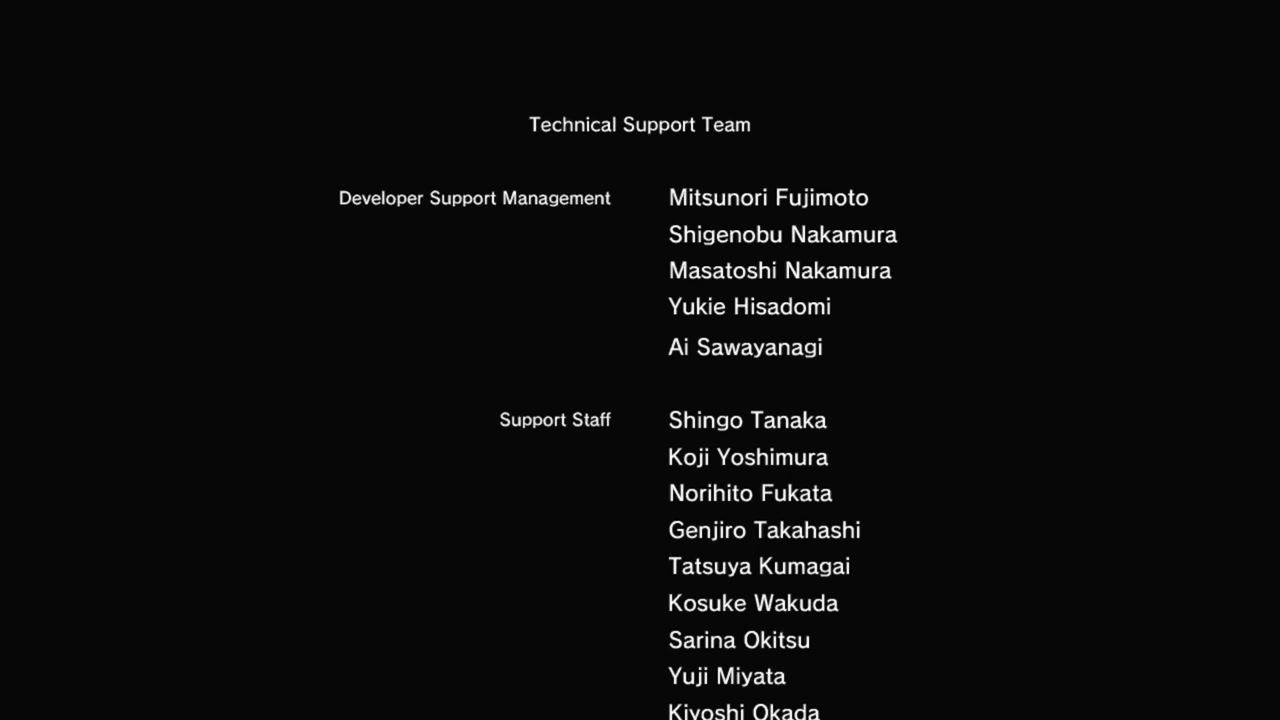 Technical Support Team
Developer Support Management Mitsunori Fujimoto
Shigenobu Nakamura
Masatoshi Nakamura
Yukie Hisadomi
Ai Sawayanagi
Support Staff Shingo Tanaka
Koji Yoshimura
Norihito Fukata
Genjiro Takahashi
Tatsuya Kumagai
Kosuke Wakuda
Sarina Okitsu
Yuji Miyata
Kiyoshi Okada